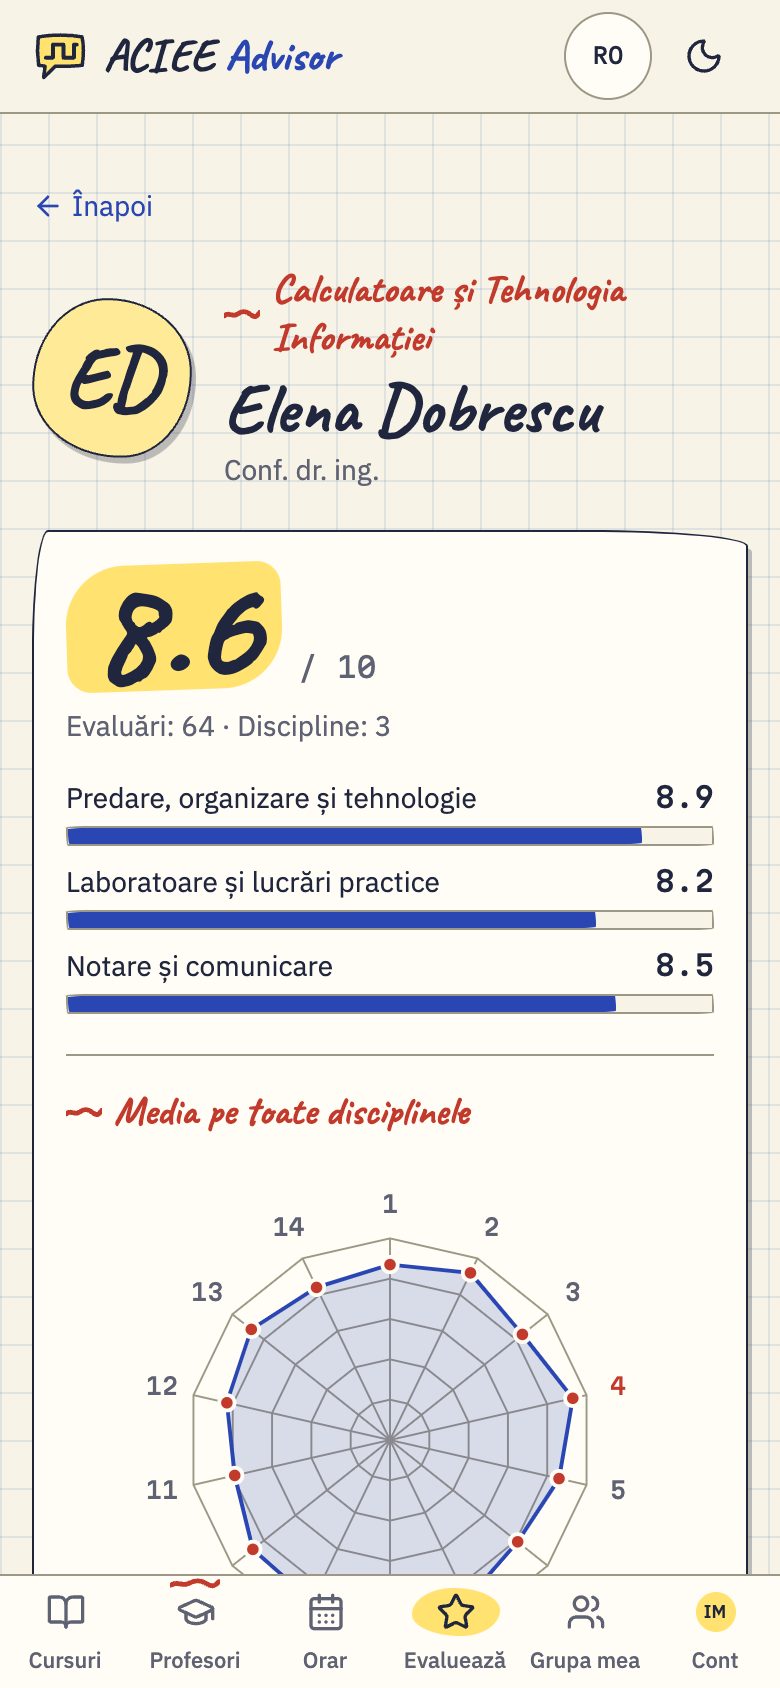 ACIEE Advisor
RO
← Înapoi
Calculatoare și Tehnologia
Informației
ED
Elena Dobrescu
Conf. dr. ing.
8.6 / 10
Evaluări: 64 · Discipline: 3
Predare, organizare și tehnologie 8.9
Laboratoare și lucrări practice 8.2
Notare și comunicare 8.5
Media pe toate disciplinele
1
14 2
13 3
12 4
11 5
IM
Cursuri Profesori Orar Evaluează Grupa mea Cont